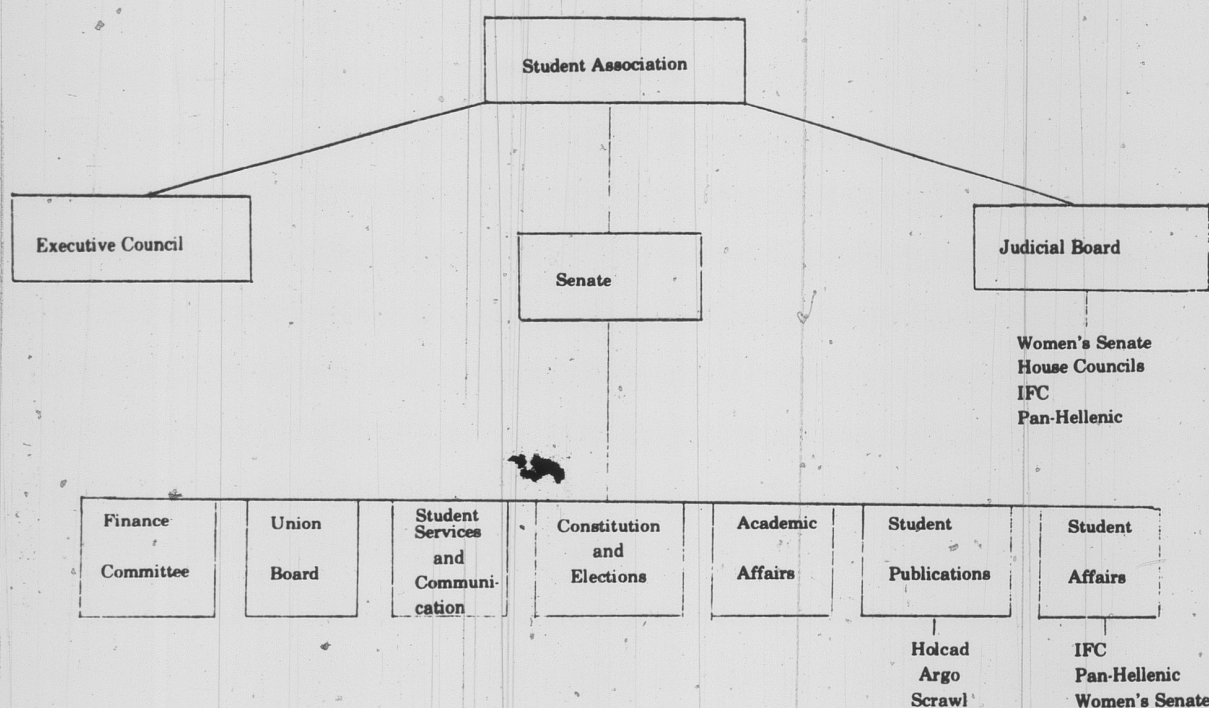 Student Association
Executive Council
Senate
Judicial Board
Women's Senate
House Councils
IFC
Pan-Hellenic
Finance
Committee
Union
Board
Student
Services
and
Communi-
cation
Constitution
and
Elections
Academic
Affairs
Student
Publications
Student
Affairs
Holcad
Argo
Scrawl
IFC
Pan-Hellenic
Women's Senate